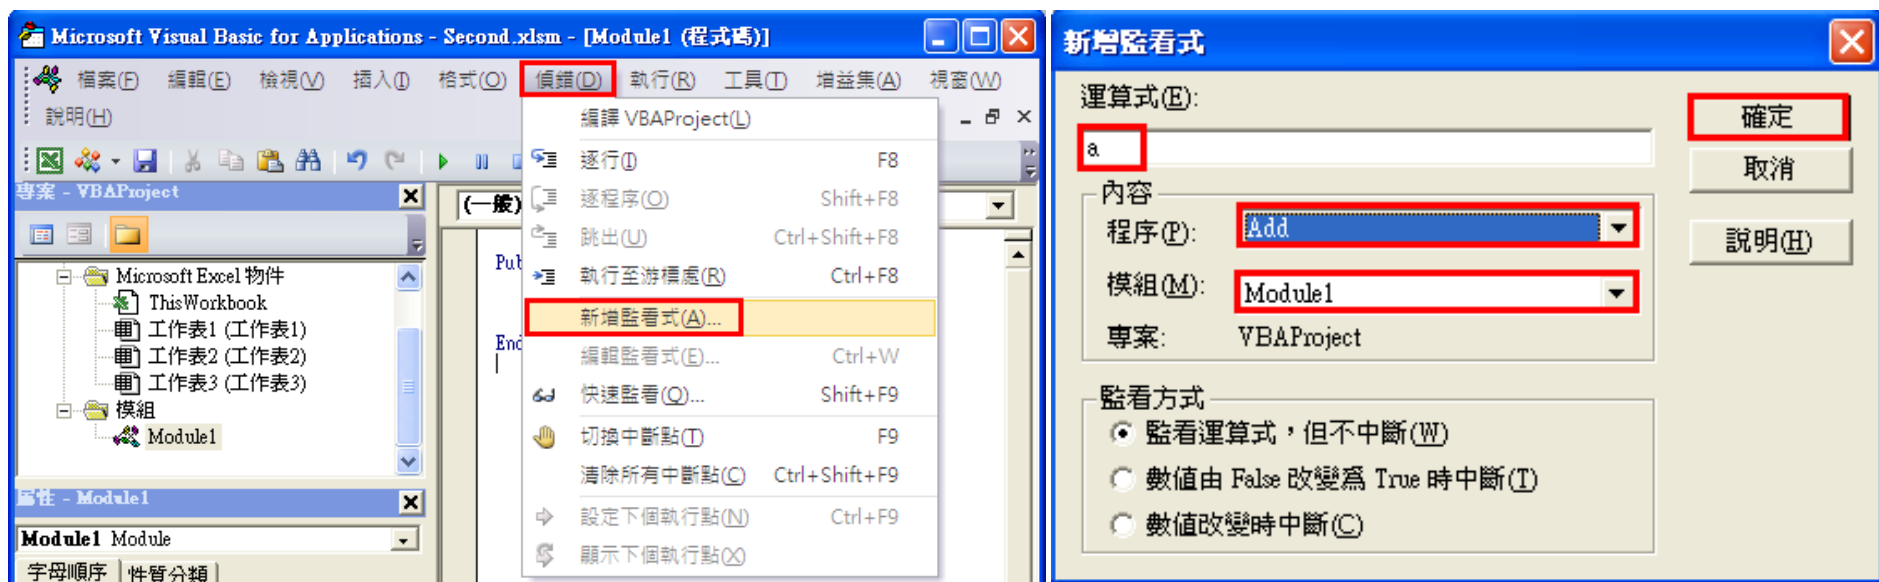 Microsoft Visual Basic for Applications - Second.xlsm - [Module1 (程式碼)]
檔案(F) 編輯(E) 檢視(V) 插入(I) 格式(O) 偵錯(D) 執行(R) 工具(T) 增益集(A) 視窗(W)
說明(H)
專案 - VBAProject
Microsoft Excel 物件
ThisWorkbook
工作表1 (工作表1)
工作表2 (工作表2)
工作表3 (工作表3)
模組
Module1
屬性 - Module1
Module1 Module
字母順序 性質分類
(一般)
Pub
End
編譯 VBAProject(L)
逐行(I) F8
逐程序(O) Shift+F8
跳出(U) Ctrl+Shift+F8
執行至游標處(R) Ctrl+F8
新增監看式(A)...
編輯監看式(E)... Ctrl+W
快速監看(Q)... Shift+F9
切換中斷點(T) F9
清除所有中斷點(C) Ctrl+Shift+F9
設定下個執行點(N) Ctrl+F9
顯示下個執行點(X)
新增監看式
運算式(E):
a
確定
取消
說明(H)
內容
程序(P): Add
模組(M): Module1
專案: VBAProject
監看方式
監看運算式，但不中斷(W)
數值由 False 改變爲 True 時中斷(T)
數值改變時中斷(C)